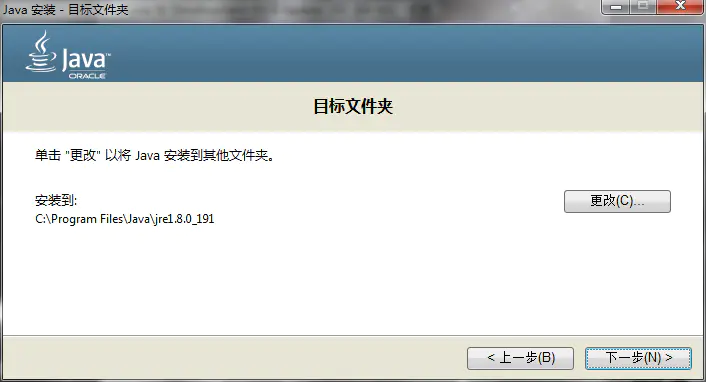 Java 安装 - 目标文件夹
Java™
ORACLE
目标文件夹
单击 "更改" 以将 Java 安装到其他文件夹。
安装到:
更改(C)...
C:\Program Files\Java\jre1.8.0_191
< 上一步(B)
下一步(N) >